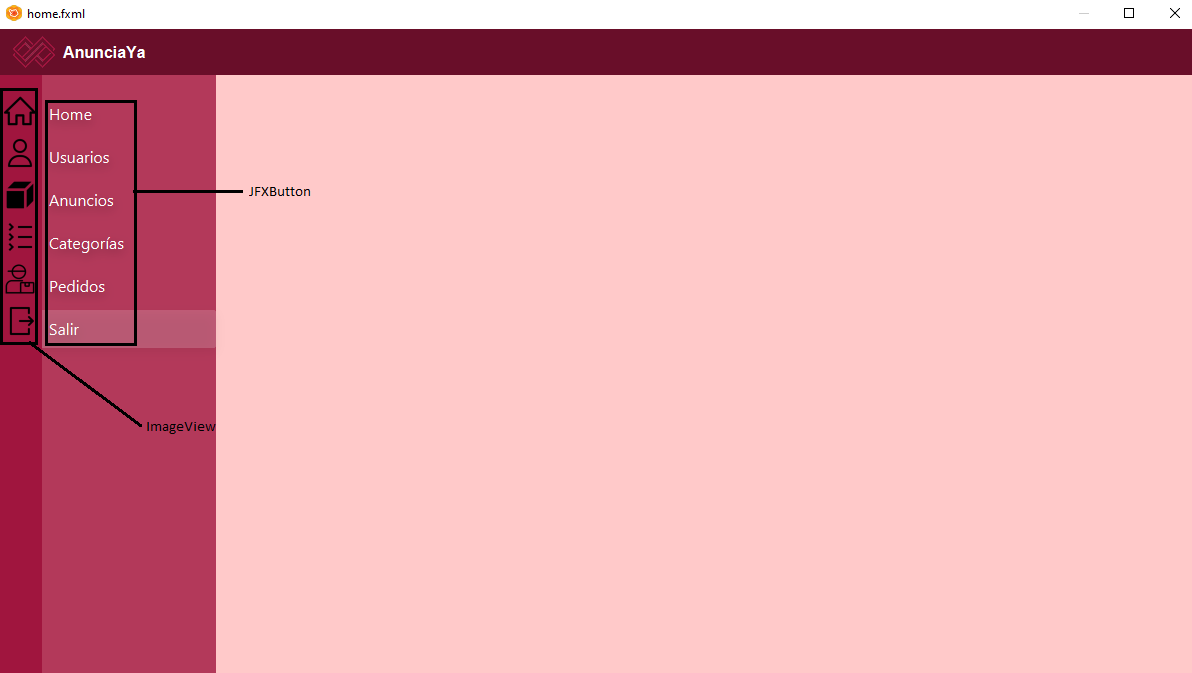 home.fxml
AnunciaYa
Home
Usuarios
JFXButton
Anuncios
Categorías
Pedidos
Salir
ImageView